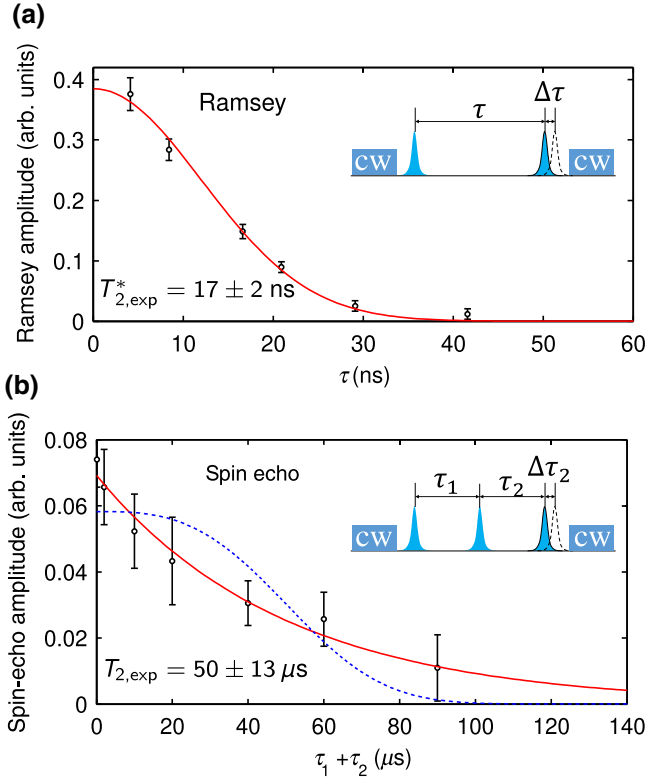 (a)
Ramsey amplitude (arb. units)
0.4
0.3
0.2
0.1
0
Ramsey
τ
Δτ
cw
cw
T*2,exp = 17 ± 2 ns
0 10 20 30 40 50 60
τ(ns)
(b)
Spin-echo amplitude (arb. units)
0.08
0.06
0.04
0.02
0
Spin echo
τ1
τ2
Δτ2
cw
cw
T2,exp = 50 ± 13 μs
0 20 40 60 80 100 120 140
τ1 +τ2 (μs)